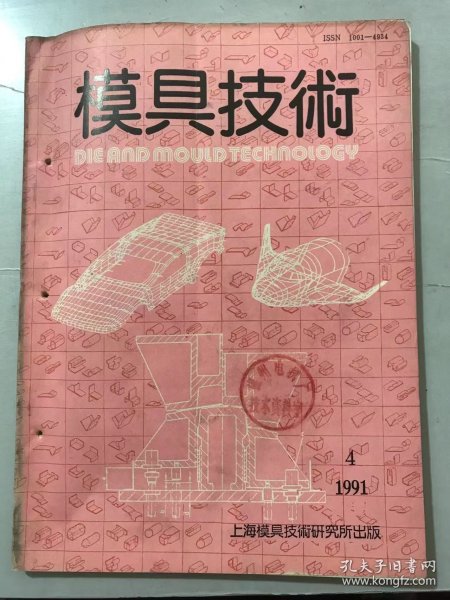 ISSN 1001—4934
模具技術
DIE AND MOULD TECHNOLOGY
4
1991
上海模具技術研究所出版
孔夫子旧书网
www.kongfz.com